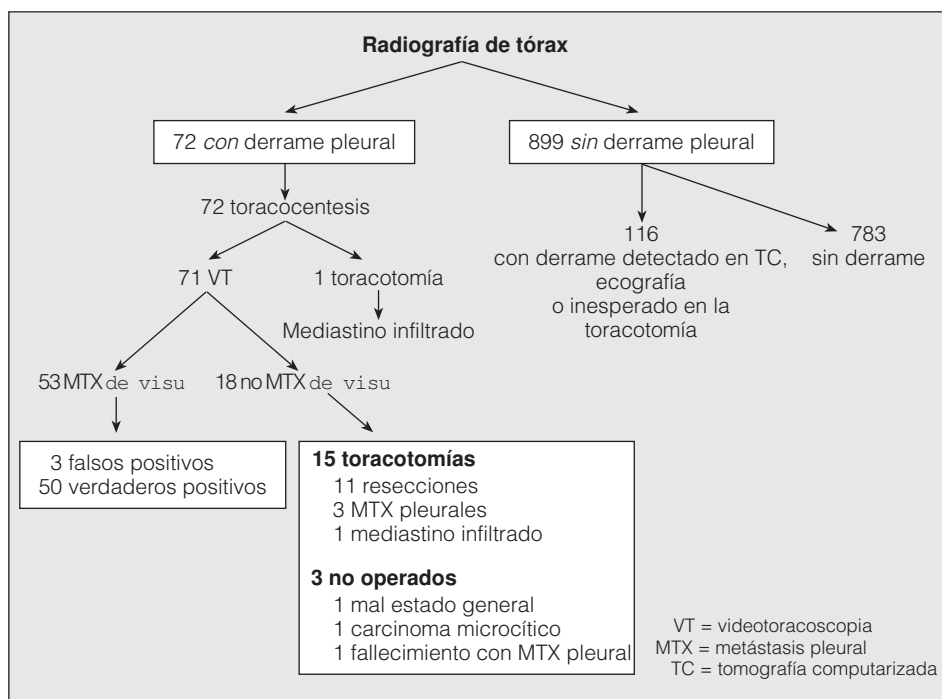 Radiografía de tórax
72 con derrame pleural
899 sin derrame pleural
72 toracocentesis
116
con derrame detectado en TC,
ecografía
o inesperado en la
toracotomía
783
sin derrame
71 VT
1 toracotomía
Mediastino infiltrado
53 MTX de visu
18 no MTX de visu
3 falsos positivos
50 verdaderos positivos
15 toracotomías
11 resecciones
3 MTX pleurales
1 mediastino infiltrado
3 no operados
1 mal estado general
1 carcinoma microcítico
1 fallecimiento con MTX pleural
VT = videotoracoscopia
MTX = metástasis pleural
TC = tomografía computarizada